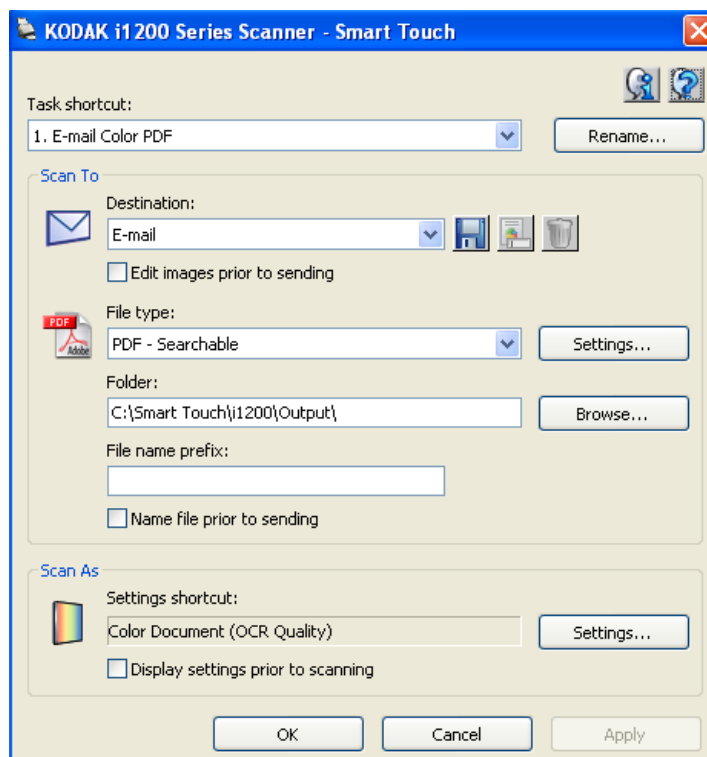 KODAK i1200 Series Scanner - Smart Touch
Task shortcut:
1. E-mail Color PDF
Rename...
Scan To
Destination:
E-mail
Edit images prior to sending
File type:
PDF
Adobe
PDF - Searchable
Settings...
Folder:
C:\Smart Touch\i1200\Output\
Browse...
File name prefix:
Name file prior to sending
Scan As
Settings shortcut:
Color Document (OCR Quality)
Settings...
Display settings prior to scanning
OK
Cancel
Apply